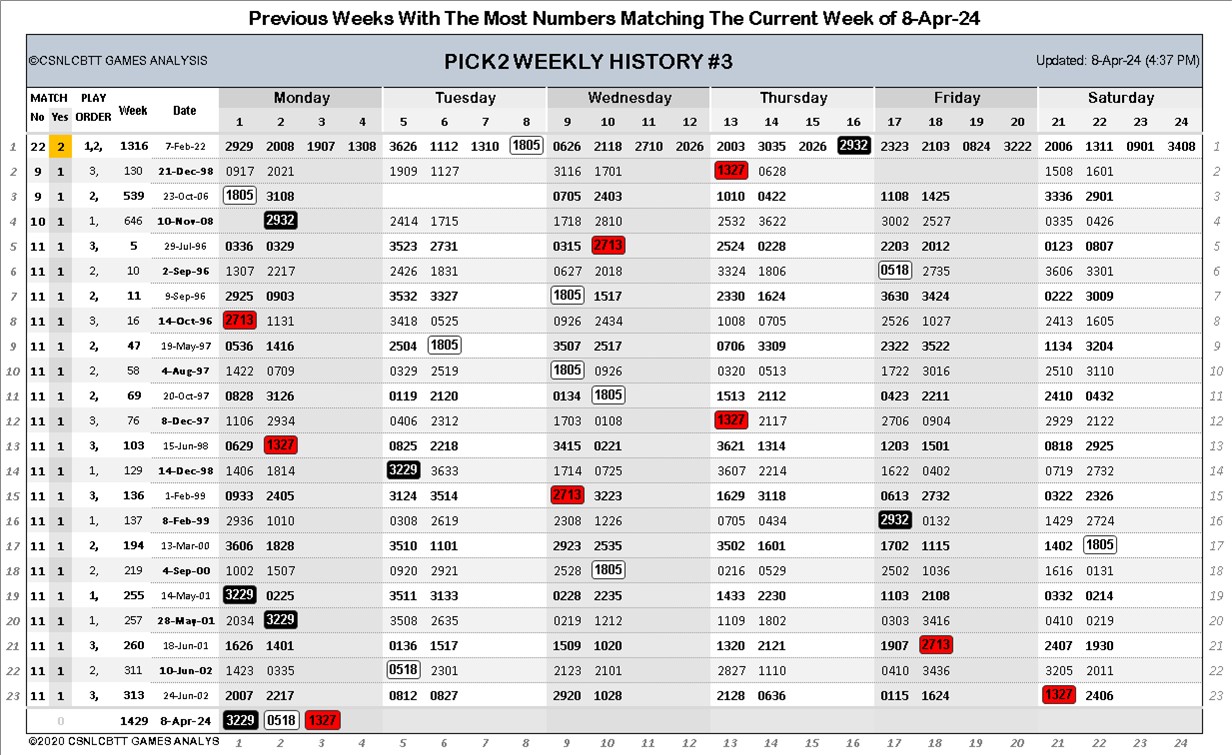 Previous Weeks With The Most Numbers Matching The Current Week of 8-Apr-24
©CSNLCBTT GAMES ANALYSIS PICK2 WEEKLY HISTORY #3 Updated: 8-Apr-24 (4:37 PM)
MATCH PLAY Week Date Monday Tuesday Wednesday Thursday Friday Saturday
No Yes ORDER 1 2 3 4 5 6 7 8 9 10 11 12 13 14 15 16 17 18 19 20 21 22 23 24
1 22 2 1,2, 1316 7-Feb-22 2929 2008 1907 1308 3626 1112 1310 1805 0626 2118 2710 2026 2003 3035 2026 2932 2323 2103 0824 3222 2006 1311 0901 3408 1
2 9 1 3, 130 21-Dec-98 0917 2021 1909 1127 3116 1701 1327 0628 1508 1601 2
3 9 1 2, 539 23-Oct-06 1805 3108 0705 2403 1010 0422 1108 1425 3336 2901 3
4 10 1 1, 646 10-Nov-08 2932 2414 1715 1718 2810 2532 3622 3002 2527 0335 0426 4
5 11 1 3, 5 29-Jul-96 0336 0329 3523 2731 0315 2713 2524 0228 2203 2012 0123 0807 5
6 11 1 2, 10 2-Sep-96 1307 2217 2426 1831 0627 2018 3324 1806 0518 2735 3606 3301 6
7 11 1 2, 11 9-Sep-96 2925 0903 3532 3327 1805 1517 2330 1624 3630 3424 0222 3009 7
8 11 1 3, 16 14-Oct-96 2713 1131 3418 0525 0926 2434 1008 0705 2526 1027 2413 1605 8
9 11 1 2, 47 19-May-97 0536 1416 2504 1805 3507 2517 0706 3309 2322 3522 1134 3204 9
10 11 1 2, 58 4-Aug-97 1422 0709 0329 2519 1805 0926 0320 0513 1722 3016 2510 3110 10
11 11 1 2, 69 20-Oct-97 0828 3126 0119 2120 0134 1805 1513 2112 0423 2211 2410 0432 11
12 11 1 3, 76 8-Dec-97 1106 2934 0406 2312 1703 0108 1327 2117 2706 0904 2929 2122 12
13 11 1 3, 103 15-Jun-98 0629 1327 0825 2218 3415 0221 3621 1314 1203 1501 0818 2925 13
14 11 1 1, 129 14-Dec-98 1406 1814 3229 3633 1714 0725 3607 2214 1622 0402 0719 2732 14
15 11 1 3, 136 1-Feb-99 0933 2405 3124 3514 2713 3223 1629 3118 0613 2732 0322 2326 15
16 11 1 1, 137 8-Feb-99 2936 1010 0308 2619 2308 1226 0705 0434 2932 0132 1429 2724 16
17 11 1 2, 194 13-Mar-00 3606 1828 3510 1101 2923 2535 3502 1601 1702 1115 1402 1805 17
18 11 1 2, 219 4-Sep-00 1002 1507 0920 2921 2528 1805 0216 0529 2502 1036 1616 0131 18
19 11 1 1, 255 14-May-01 3229 0225 3511 3133 0228 2235 1433 2230 1103 2108 0332 0214 19
20 11 1 1, 257 28-May-01 2034 3229 3508 2635 0219 1212 1109 1802 0303 3416 0410 0219 20
21 11 1 3, 260 18-Jun-01 1626 1401 0136 1517 1509 1020 1320 2121 1907 2713 2407 1930 21
22 11 1 2, 311 10-Jun-02 1423 0335 0518 2301 2123 2101 2827 1110 0410 3436 3205 2011 22
23 11 1 3, 313 24-Jun-02 2007 2217 0812 0827 2920 1028 2128 0636 0115 1624 1327 2406 23
0 1429 8-Apr-24 3229 0518 1327
©2020 CSNLCBTT GAMES ANALYS 1 2 3 4 5 6 7 8 9 10 11 12 13 14 15 16 17 18 19 20 21 22 23 24